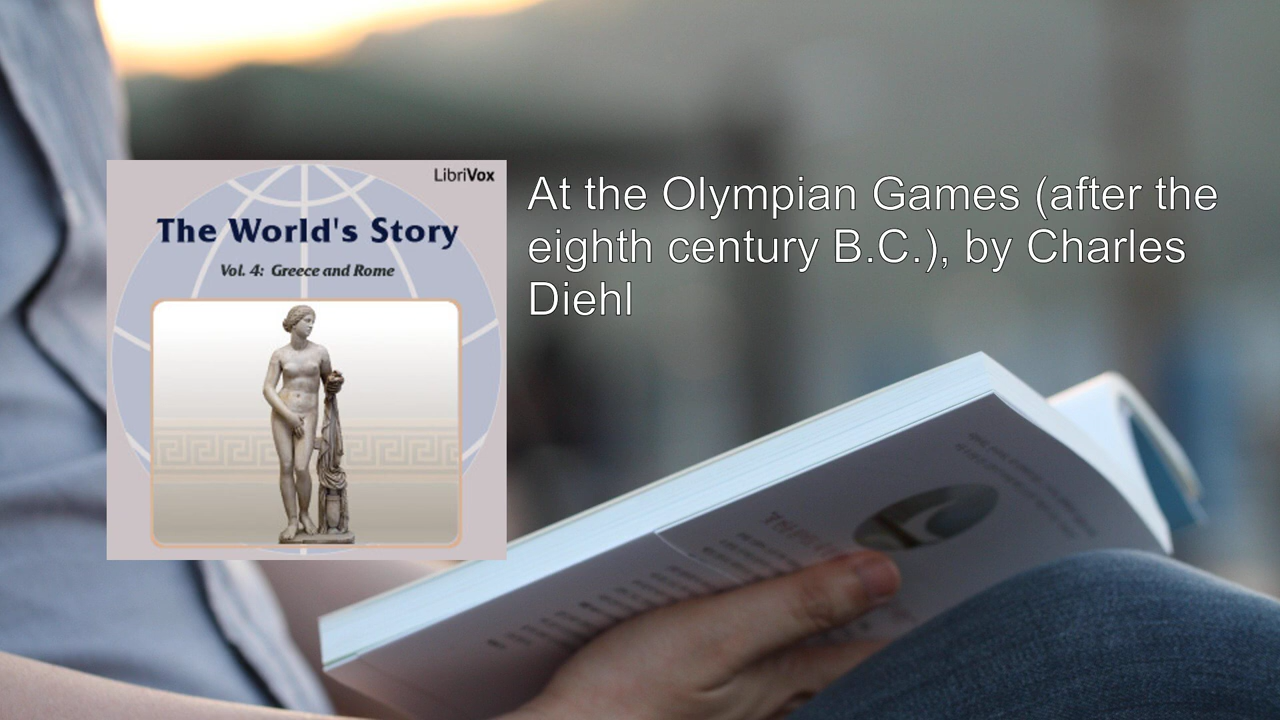 LibriVox
The World's Story
Vol. 4: Greece and Rome
At the Olympian Games (after the
eighth century B.C.), by Charles
Diehl